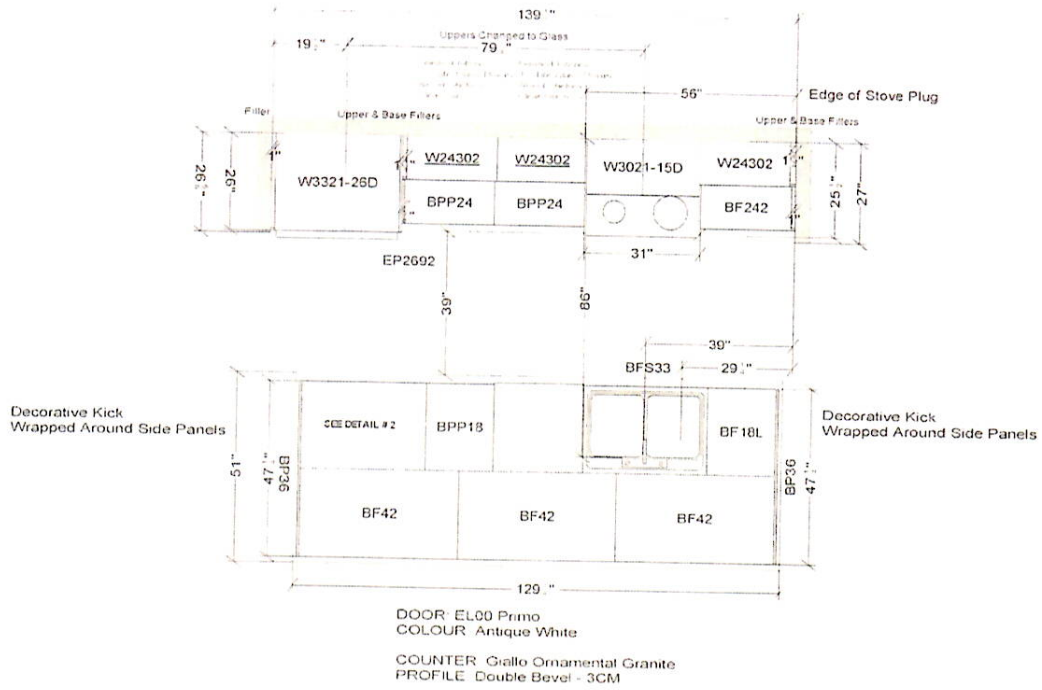 139 "
Uppers Changed to Glass
19 "
79 "
56"
Edge of Stove Plug
Filler
Upper & Base Fillers
Upper & Base Fillers
1"
W3321-26D
1"
W24302
W24302
W3021-15D
W24302
1"
26 "
26"
BPP24
BPP24
BF242
25 "
27"
1"
1"
31"
EP2692
39"
86"
39"
BFS33
29 "
Decorative Kick
Wrapped Around Side Panels
SEE DETAIL # 2
BPP18
BF18L
Decorative Kick
Wrapped Around Side Panels
51"
47 "
BP36
BP36
47 "
BF42
BF42
BF42
129 "
DOOR EL00 Primo
COLOUR Antique White
COUNTER Giallo Ornamental Granite
PROFILE Double Bevel - 3CM